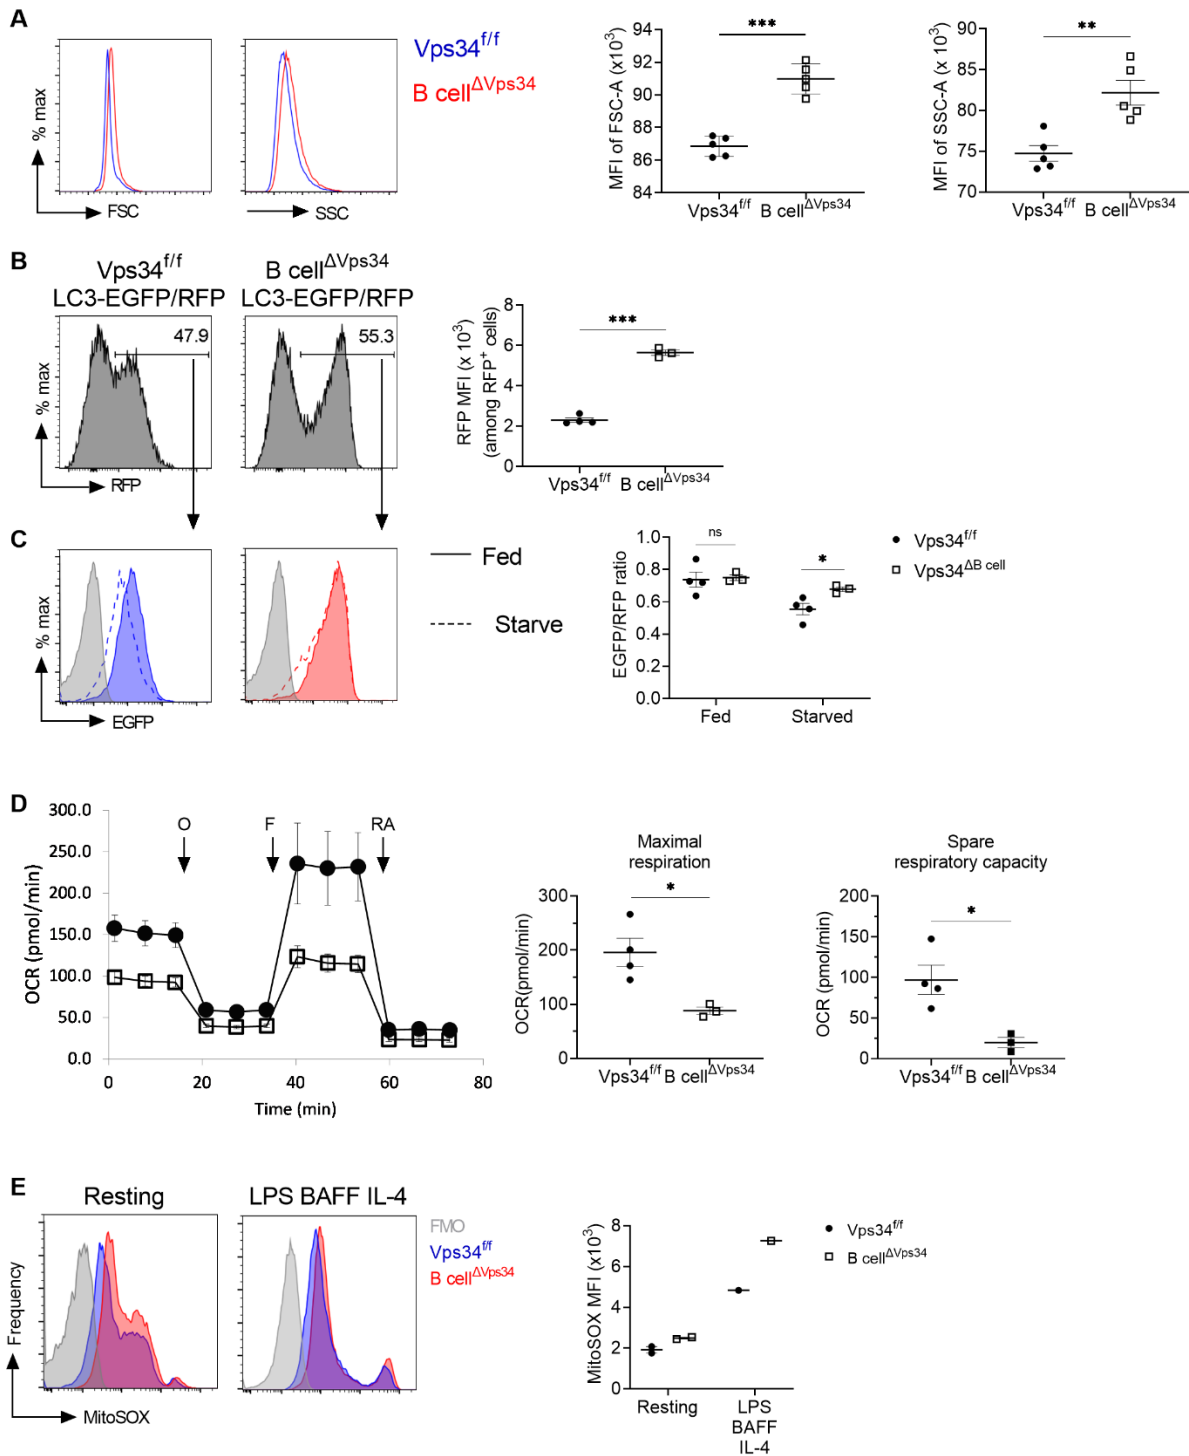 A
% max
FSC
SSC
Vps34f/f
B cellΔVps34
MFI of FSC-A (x10³)
94
92
90
88
86
84
***
Vps34f/f B cellΔVps34
MFI of SSC-A (x 10³)
90
85
80
75
70
**
Vps34f/f B cellΔVps34
B
Vps34f/f
LC3-EGFP/RFP
B cellΔVps34
LC3-EGFP/RFP
47.9
55.3
% max
RFP
RFP MFI (x 10³)
(among RFP⁺ cells)
8
6
4
2
0
***
Vps34f/f B cellΔVps34
C
% max
EGFP
Fed
Starve
EGFP/RFP ratio
1.0
0.8
0.6
0.4
0.2
0.0
ns
*
Fed
Starved
Vps34f/f
Vps34ΔB cell
D
OCR (pmol/min)
300.0
250.0
200.0
150.0
100.0
50.0
0.0
O
F
RA
0
20
40
60
80
Time (min)
Maximal
respiration
OCR(pmol/min)
300
200
100
0
*
Vps34f/f B cellΔVps34
Spare
respiratory capacity
OCR (pmol/min)
200
150
100
50
0
*
Vps34f/f B cellΔVps34
E
Resting
LPS BAFF IL-4
Frequency
MitoSOX
FMO
Vps34f/f
B cellΔVps34
MitoSOX MFI (x10³)
8
6
4
2
0
Resting
LPS
BAFF
IL-4
Vps34f/f
B cellΔVps34